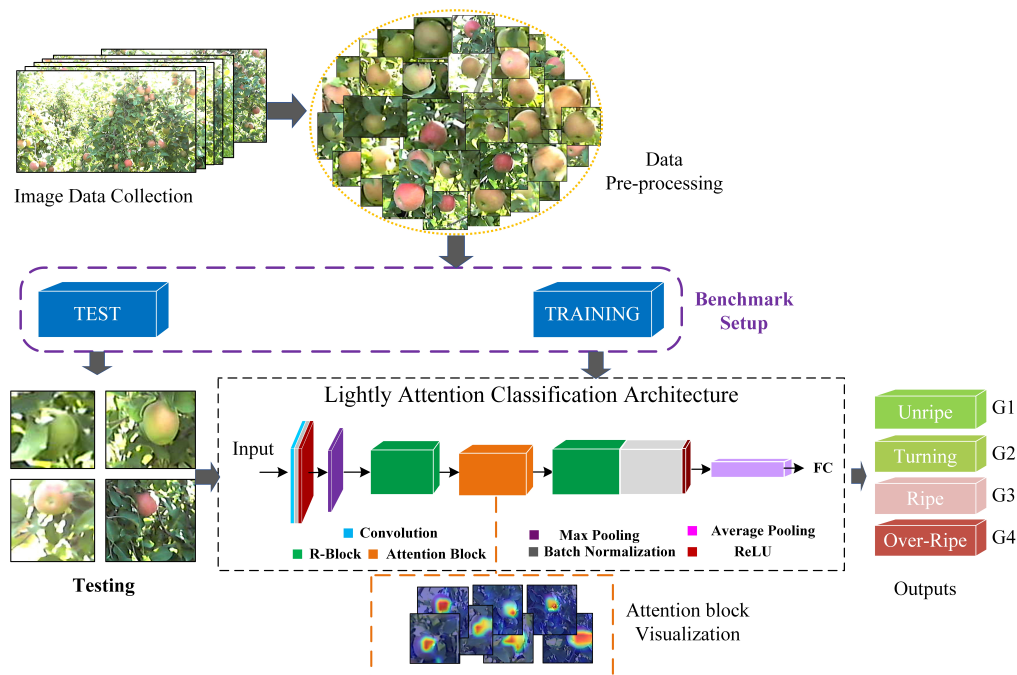 Image Data Collection
Data
Pre-processing
TEST
TRAINING
Benchmark
Setup
Lightly Attention Classification Architecture
Input
FC
Convolution
Max Pooling
Average Pooling
R-Block
Attention Block
Batch Normalization
ReLU
Testing
Unripe
G1
Turning
G2
Ripe
G3
Over-Ripe
G4
Outputs
Attention block
Visualization